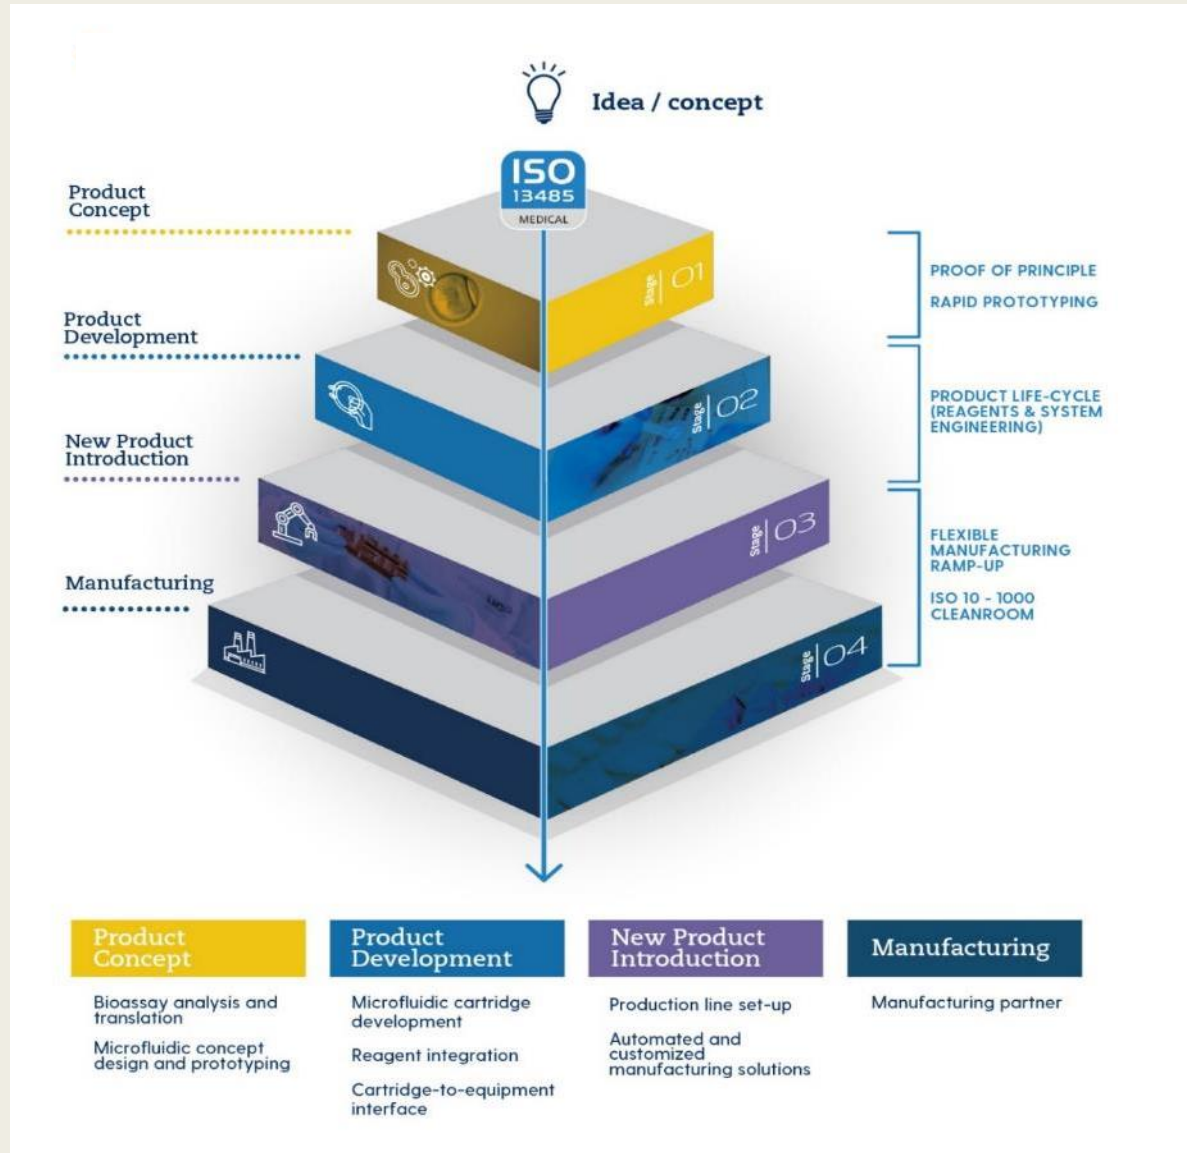 Idea / concept
ISO
13485
MEDICAL
Product
Concept
Stage 01
PROOF OF PRINCIPLE
RAPID PROTOTYPING
Product
Development
Stage 02
PRODUCT LIFE-CYCLE
(REAGENTS & SYSTEM
ENGINEERING)
New Product
Introduction
Stage 03
FLEXIBLE
MANUFACTURING
RAMP-UP
ISO 10 - 1000
CLEANROOM
Manufacturing
Stage 04
Product
Concept
Bioassay analysis and
translation
Microfluidic concept
design and prototyping
Product
Development
Microfluidic cartridge
development
Reagent integration
Cartridge-to-equipment
interface
New Product
Introduction
Production line set-up
Automated and
customized
manufacturing solutions
Manufacturing
Manufacturing partner